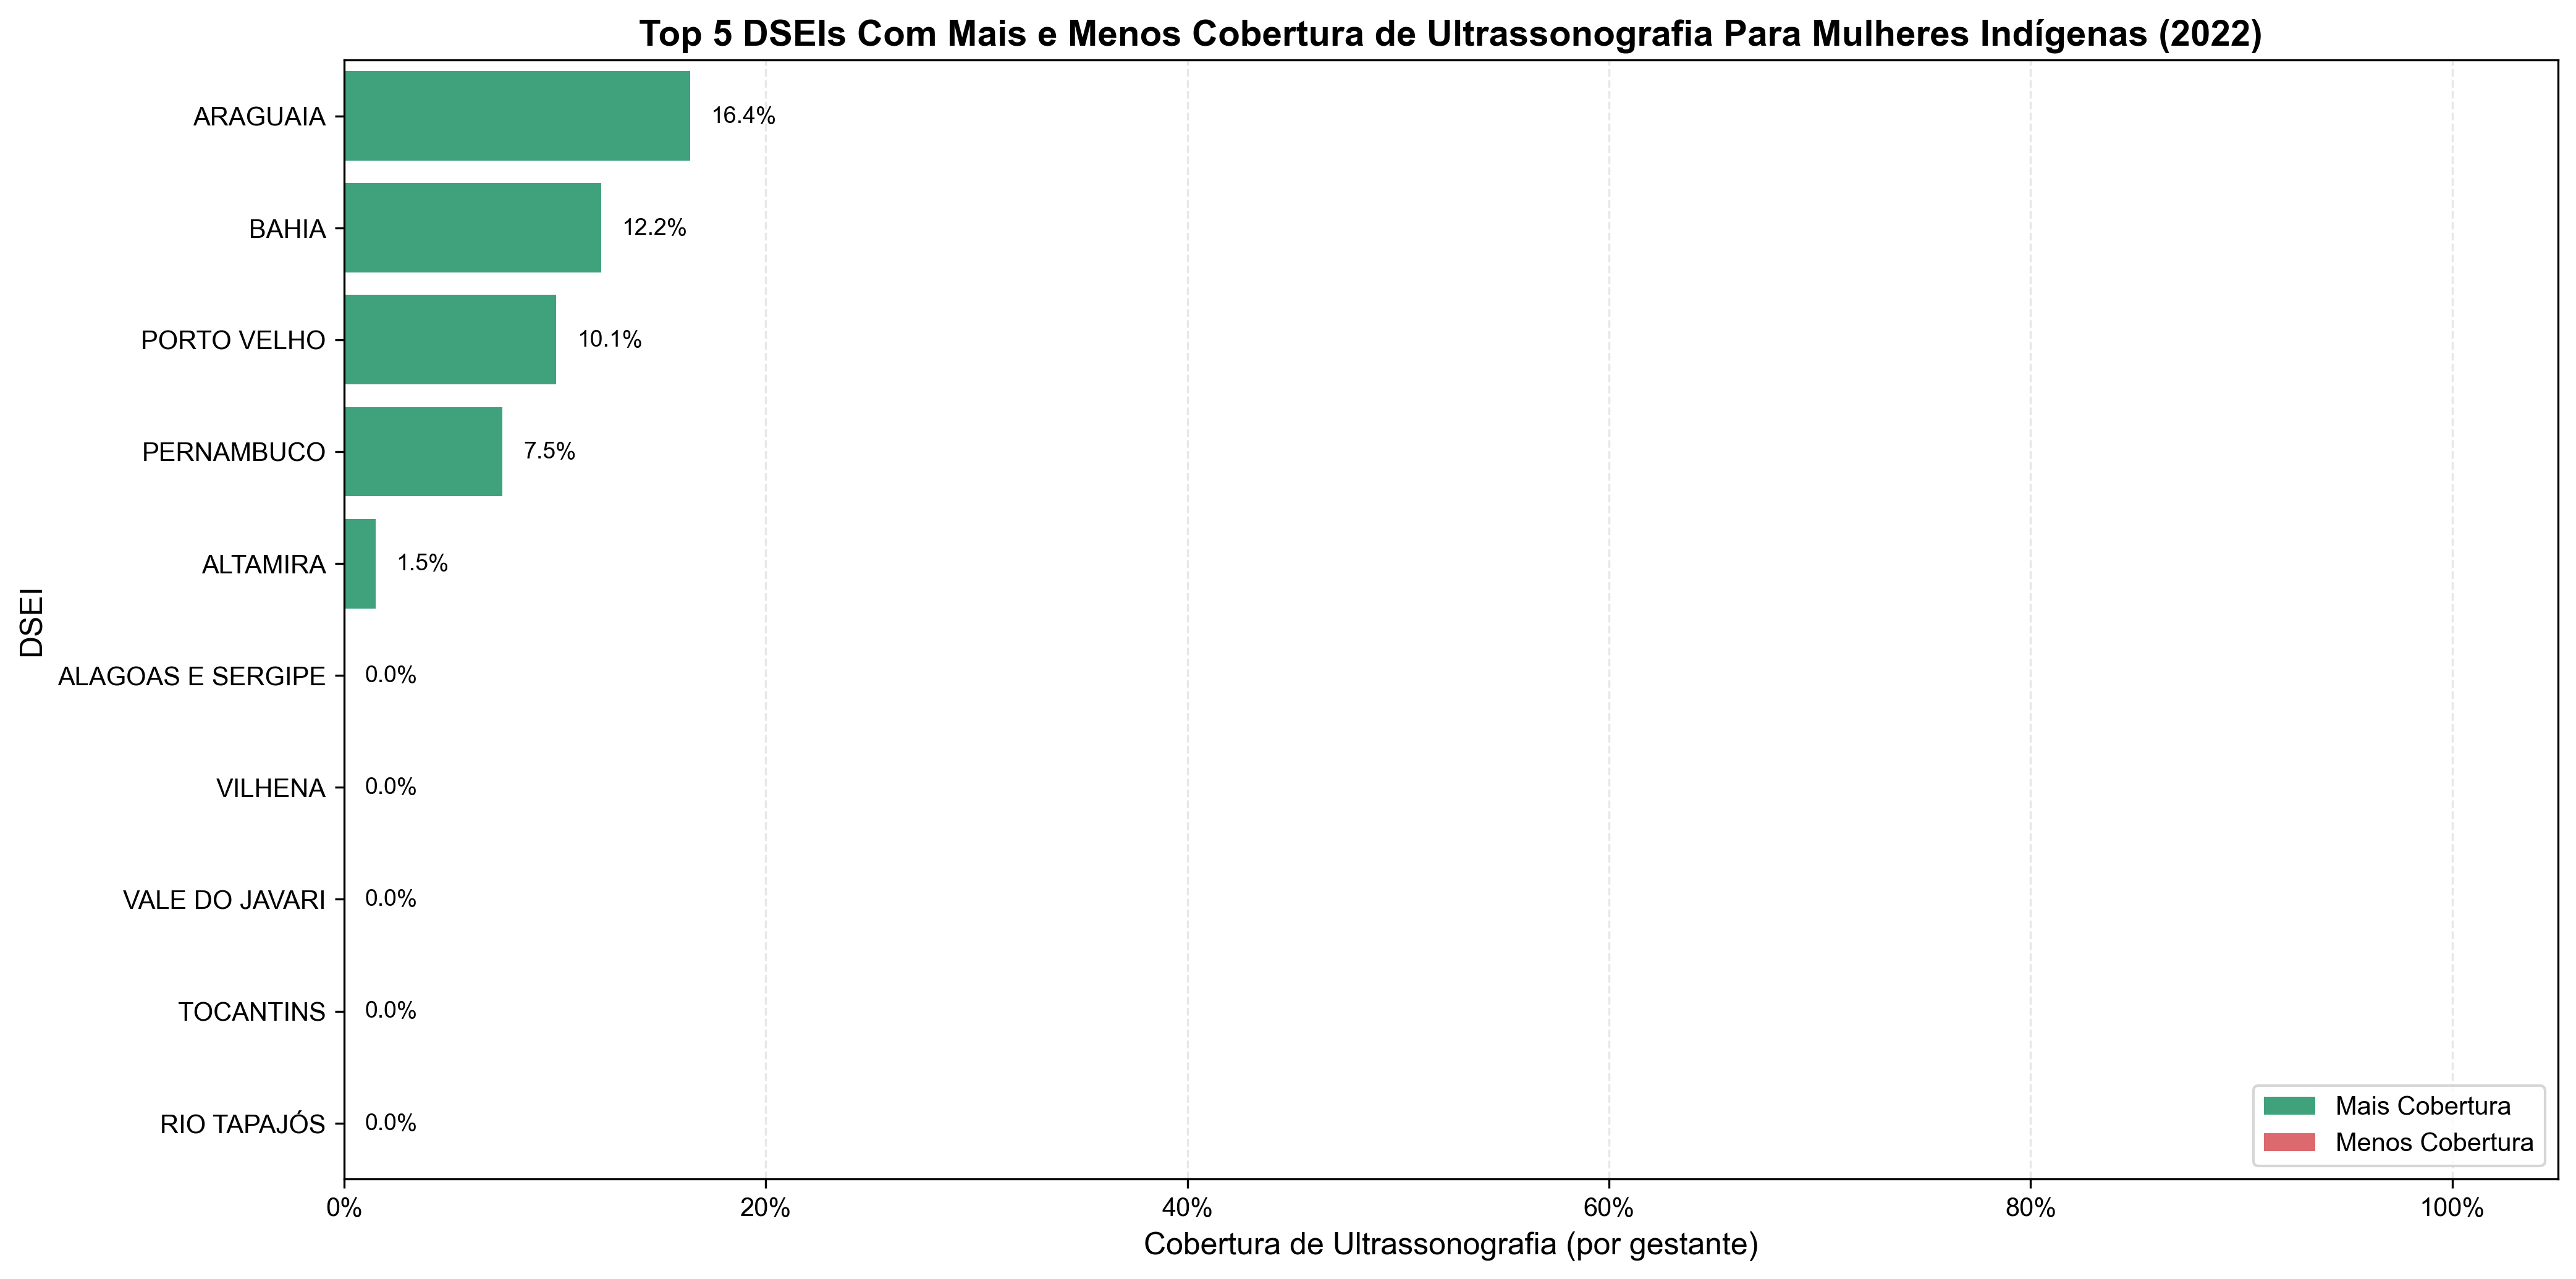 Top 5 DSEIs Com Mais e Menos Cobertura de Ultrassonografia Para Mulheres Indígenas (2022)
DSEI
ARAGUAIA 16.4%
BAHIA 12.2%
PORTO VELHO 10.1%
PERNAMBUCO 7.5%
ALTAMIRA 1.5%
ALAGOAS E SERGIPE 0.0%
VILHENA 0.0%
VALE DO JAVARI 0.0%
TOCANTINS 0.0%
RIO TAPAJÓS 0.0%
Mais Cobertura
Menos Cobertura
0% 20% 40% 60% 80% 100%
Cobertura de Ultrassonografia (por gestante)